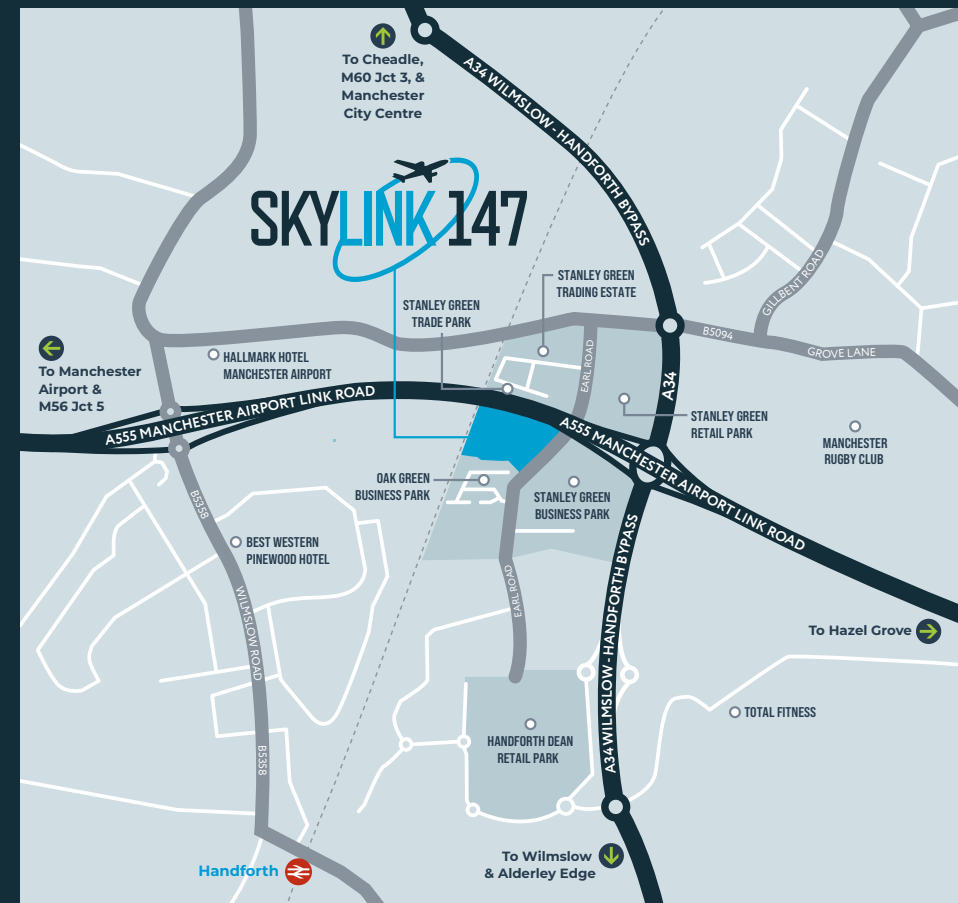 To Cheadle,
M60 Jct 3, &
Manchester
City Centre
A34 WILMSLOW - HANDFORTH BYPASS
SKYLINK 147
STANLEY GREEN
TRADING ESTATE
STANLEY GREEN
TRADE PARK
GILLBENT ROAD
B5094
GROVE LANE
EARL ROAD
A34
To Manchester
Airport &
M56 Jct 5
HALLMARK HOTEL
MANCHESTER AIRPORT
A555 MANCHESTER AIRPORT LINK ROAD
A555 MANCHESTER AIRPORT LINK ROAD
STANLEY GREEN
RETAIL PARK
MANCHESTER
RUGBY CLUB
OAK GREEN
BUSINESS PARK
STANLEY GREEN
BUSINESS PARK
B5358
BEST WESTERN
PINEWOOD HOTEL
WILMSLOW ROAD
EARL ROAD
A34 WILMSLOW - HANDFORTH BYPASS
To Hazel Grove
TOTAL FITNESS
HANDFORTH DEAN
RETAIL PARK
B5358
Handforth
To Wilmslow
& Alderley Edge